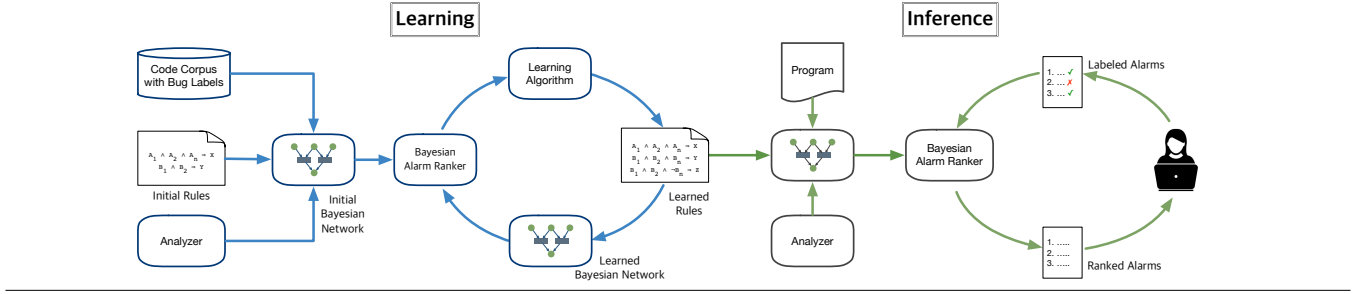 Learning
Inference
Code Corpus
with Bug Labels
A₁ ∧ A₂ ∧ Aₙ → X
B₁ ∧ B₂ → Y
Initial Rules
Analyzer
Initial
Bayesian
Network
Bayesian
Alarm Ranker
Learning
Algorithm
A₁ ∧ A₂ ∧ Aₙ → X
B₁ ∧ B₂ ∧ Bₙ → Y
B₁ ∧ B₂ ∧ ¬Bₙ → Z
Learned
Rules
Learned
Bayesian Network
Program
Analyzer
Bayesian
Alarm Ranker
1. ... ✓
2. ... ✗
3. ... ✓
Labeled Alarms
1. .....
2. .....
3. .....
Ranked Alarms